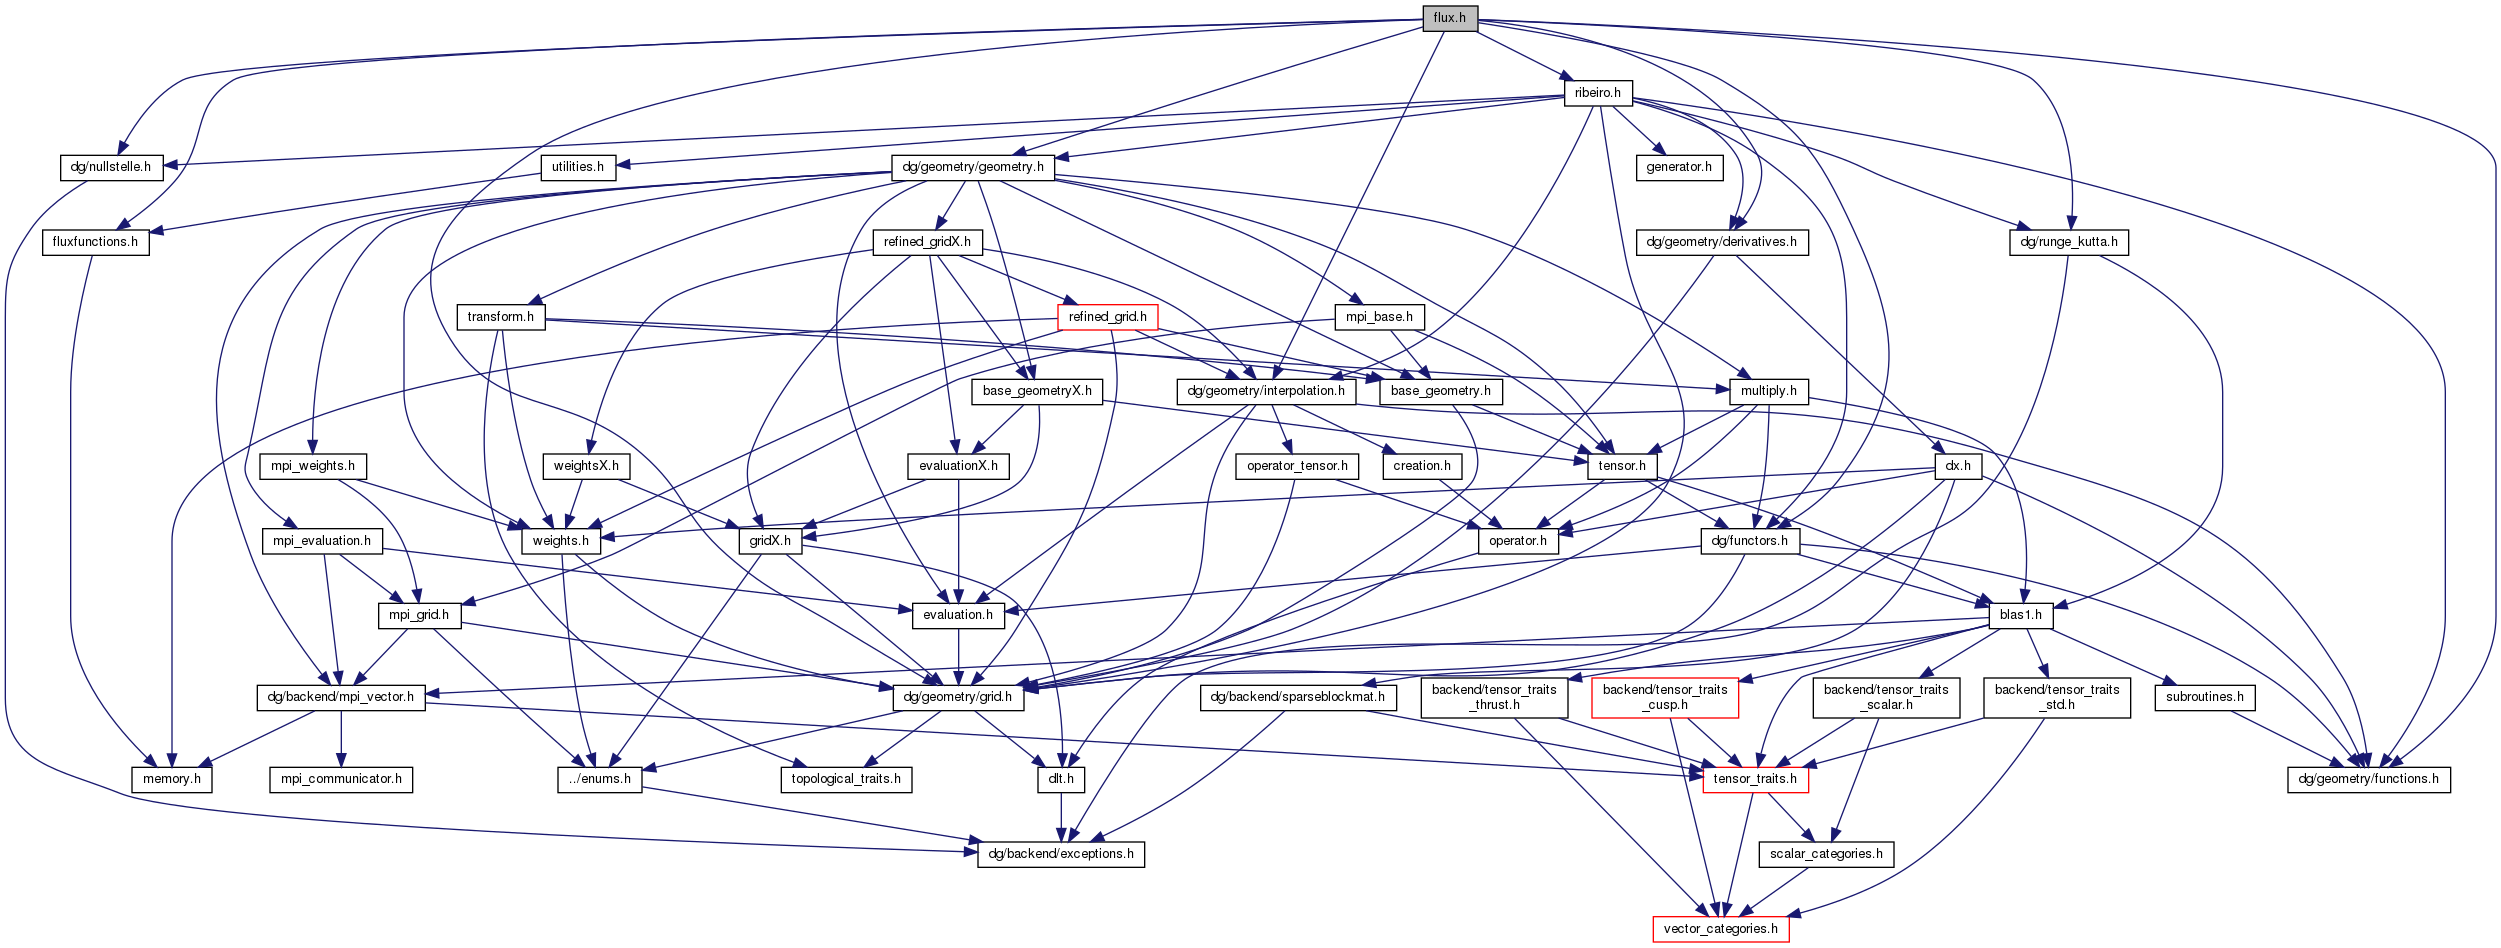 flux.h
ribeiro.h
dg/nullstelle.h
utilities.h
dg/geometry/geometry.h
generator.h
fluxfunctions.h
refined_gridX.h
dg/geometry/derivatives.h
dg/runge_kutta.h
transform.h
refined_grid.h
mpi_base.h
base_geometryX.h
dg/geometry/interpolation.h
base_geometry.h
multiply.h
mpi_weights.h
weightsX.h
evaluationX.h
operator_tensor.h
creation.h
tensor.h
dx.h
mpi_evaluation.h
weights.h
gridX.h
operator.h
dg/functors.h
mpi_grid.h
evaluation.h
blas1.h
dg/backend/mpi_vector.h
dg/geometry/grid.h
dg/backend/sparseblockmat.h
backend/tensor_traits
_thrust.h
backend/tensor_traits
_cusp.h
backend/tensor_traits
_scalar.h
backend/tensor_traits
_std.h
subroutines.h
memory.h
mpi_communicator.h
../enums.h
topological_traits.h
dlt.h
tensor_traits.h
dg/geometry/functions.h
dg/backend/exceptions.h
scalar_categories.h
vector_categories.h